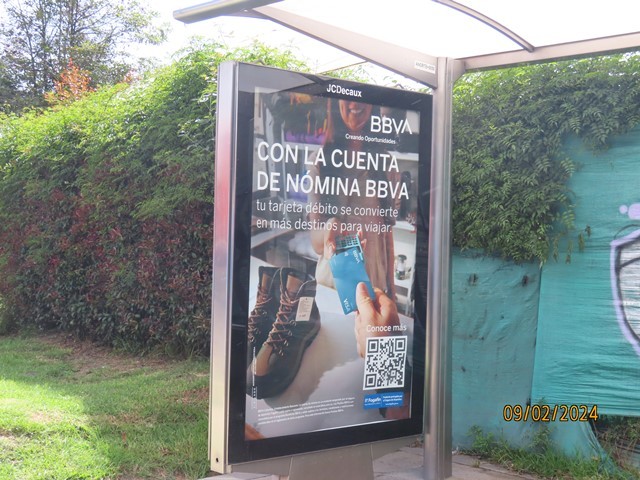 JCDecaux
BBVA
Creando Oportunidades
CON LA CUENTA
DE NÓMINA BBVA
tu tarjeta débito se convierte
en más destinos para viajar.
Conoce más
09/02/2024